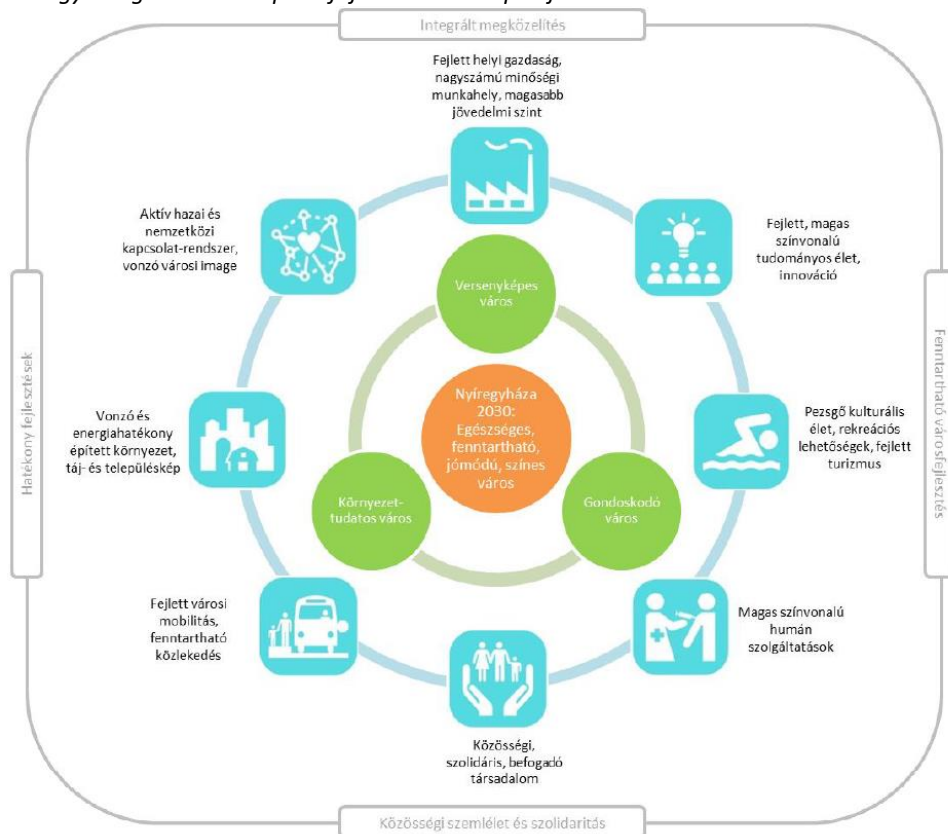 Integrált megközelítés
Fejlett helyi gazdaság,
nagyszámú minőségi
munkahely, magasabb
jövedelmi szint
Aktív hazai és
nemzetközi
kapcsolat-rendszer,
vonzó városi image
Fejlett, magas
színvonalú
tudományos élet,
innováció
Versenyképes
város
Hatékony fejlesztések
Vonzó és
energiahatékony
épített környezet,
táj- és településkép
Nyíregyháza
2030:
Egészséges,
fenntartható,
jómódú, színes
város
Pezsgő kulturális
élet, rekreációs
lehetőségek, fejlett
turizmus
Fenntartható városfejlesztés
Környezet-
tudatos város
Gondoskodó
város
Fejlett városi
mobilitás,
fenntartható
közlekedés
Magas színvonalú
humán
szolgáltatások
Közösségi,
szolidáris, befogadó
társadalom
Közösségi szemlélet és szolidaritás